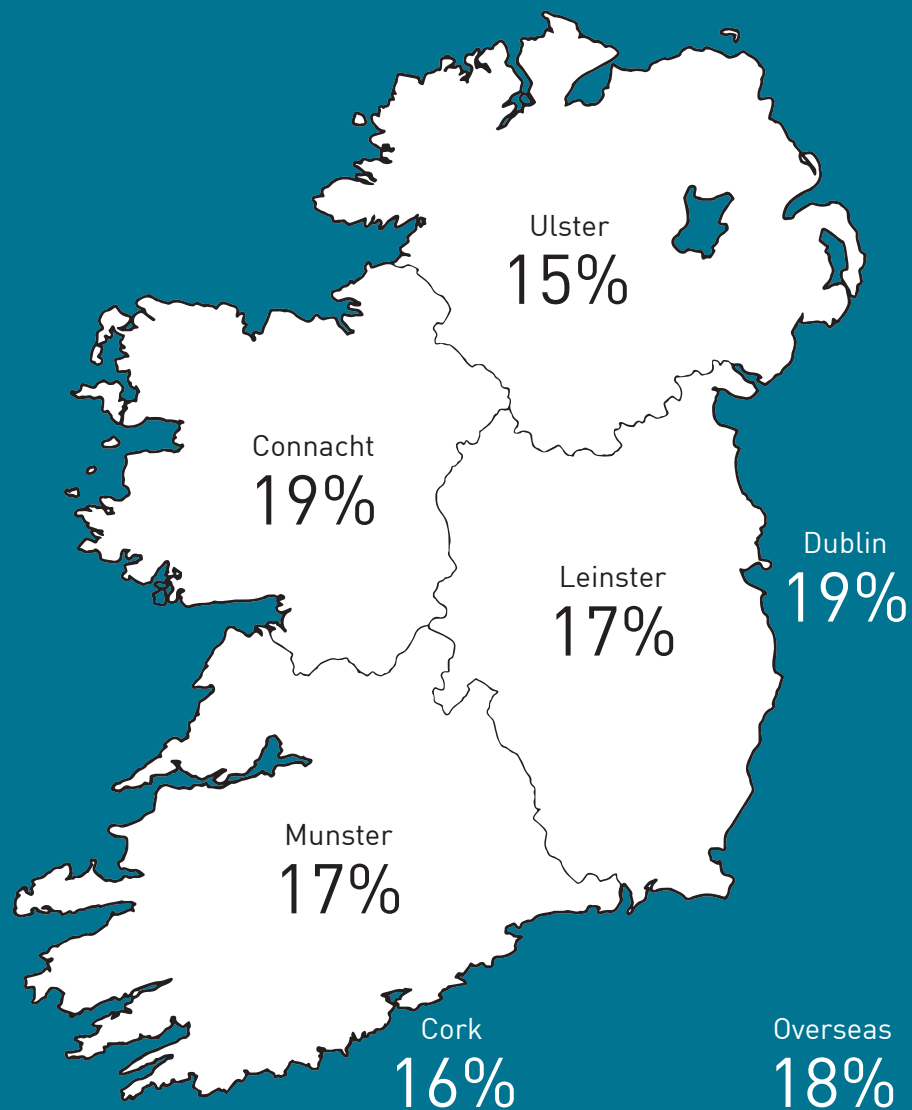 Ulster
15%
Connacht
19%
Dublin
19%
Leinster
17%
Munster
17%
Cork
16%
Overseas
18%